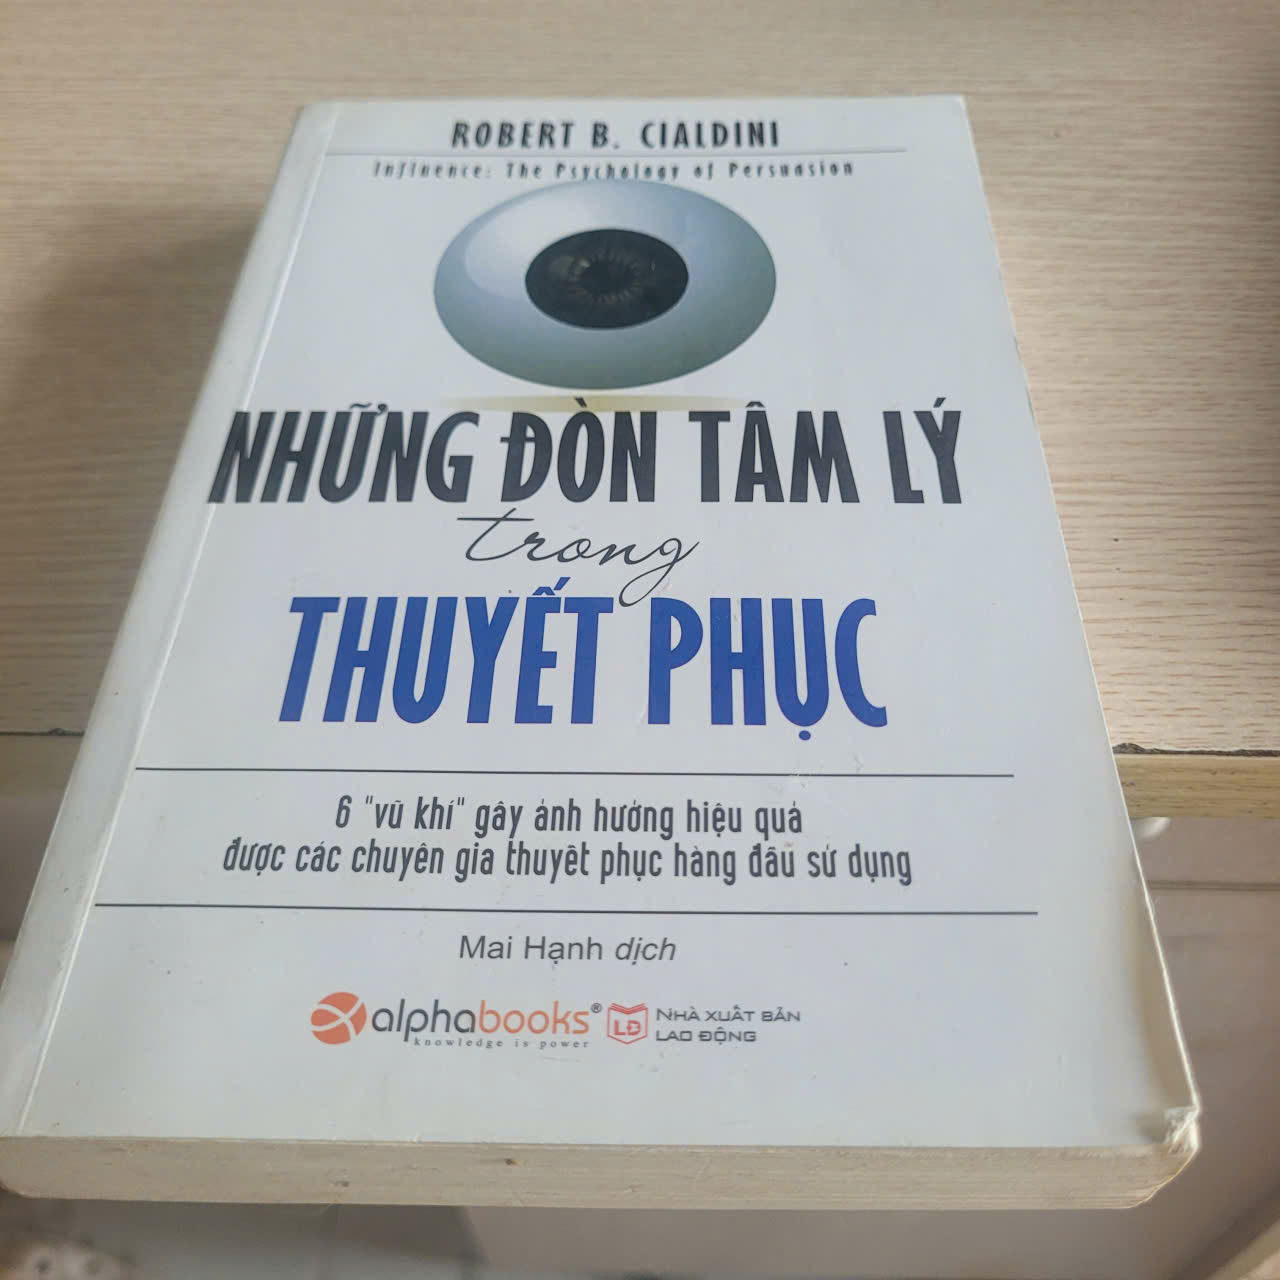 ROBERT B. CIALDINI
Influence: The Psychology of Persuasion
NHỮNG ĐÒN TÂM LÝ
trong
THUYẾT PHỤC
6 "vũ khí" gây ảnh hưởng hiệu quả
được các chuyên gia thuyết phục hàng đầu sử dụng
Mai Hạnh dịch
alphabooks®
knowledge is power
LĐ
NHÀ XUẤT BẢN
LAO ĐỘNG